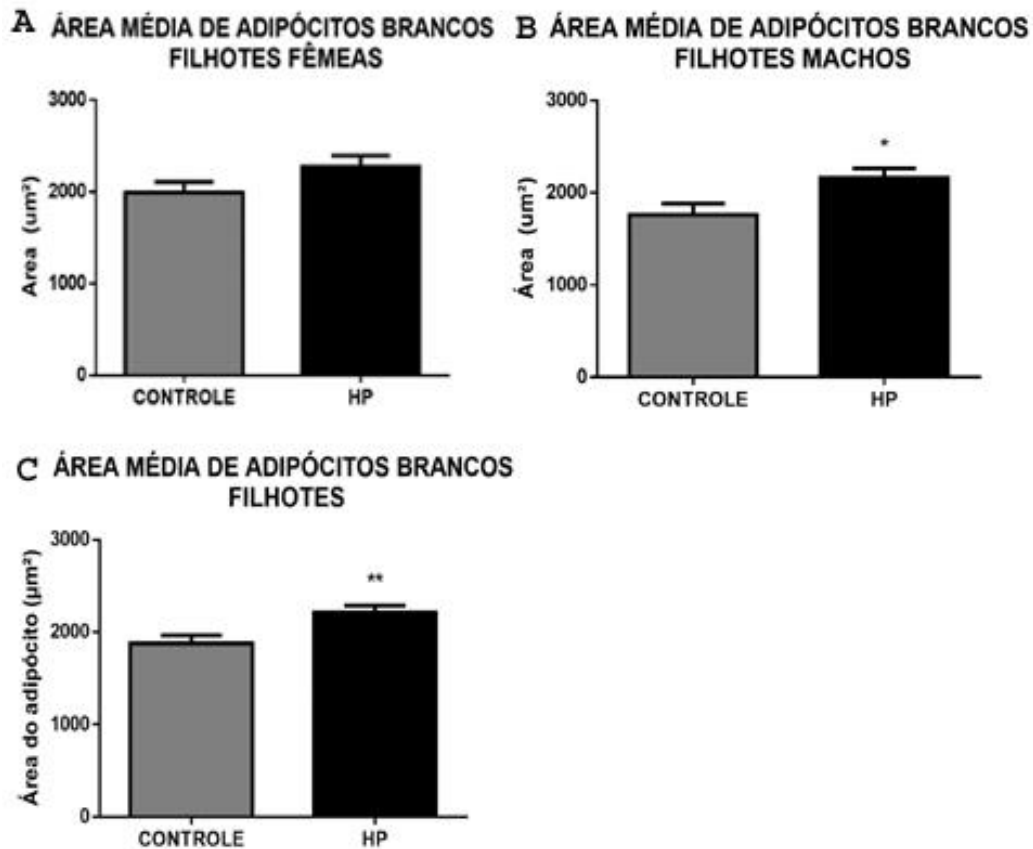 A ÁREA MÉDIA DE ADIPÓCITOS BRANCOS
FILHOTES FÊMEAS
3000
2000
1000
0
Área (um²)
CONTROLE
HP
B ÁREA MÉDIA DE ADIPÓCITOS BRANCOS
FILHOTES MACHOS
3000
2000
1000
0
Área (um²)
*
CONTROLE
HP
C ÁREA MÉDIA DE ADIPÓCITOS BRANCOS
FILHOTES
3000
2000
1000
0
Área do adipócito (µm²)
**
CONTROLE
HP